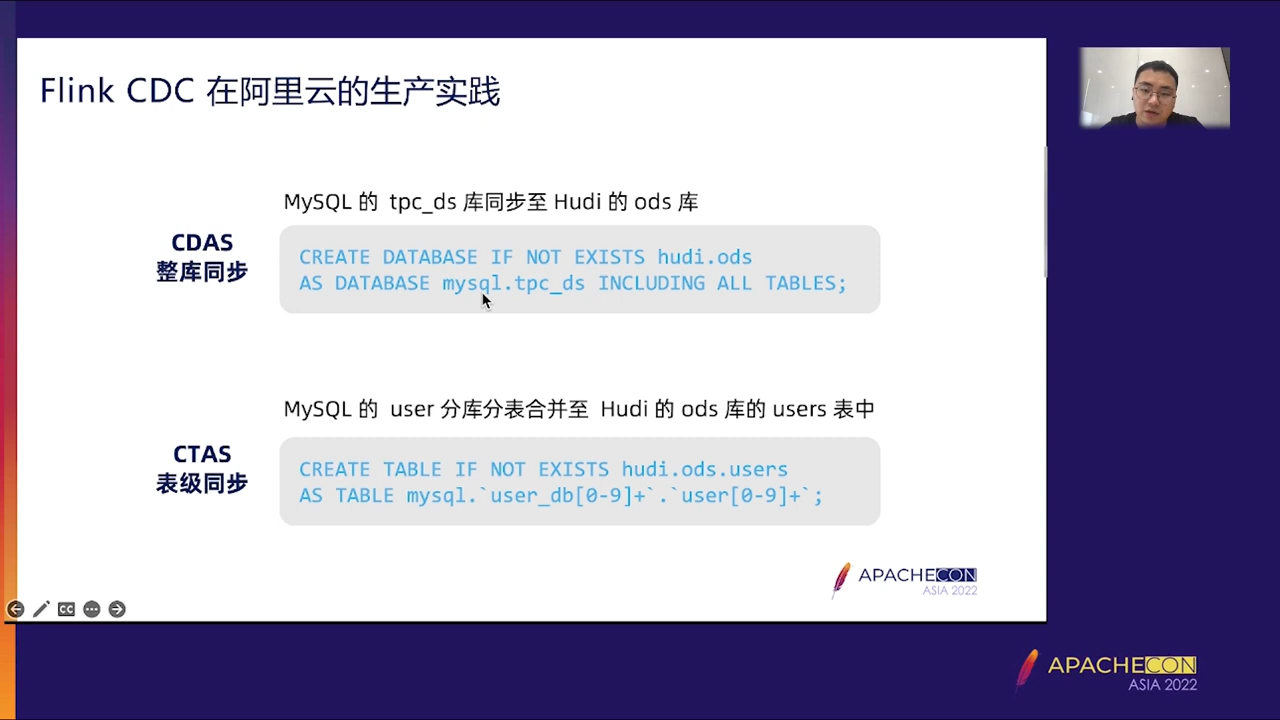 Flink CDC 在阿里云的生产实践
MySQL 的 tpc_ds 库同步至 Hudi 的 ods 库
CDAS
整库同步
CREATE DATABASE IF NOT EXISTS hudi.ods
AS DATABASE mysql.tpc_ds INCLUDING ALL TABLES;
MySQL 的 user 分库分表合并至 Hudi 的 ods 库的 users 表中
CTAS
表级同步
CREATE TABLE IF NOT EXISTS hudi.ods.users
AS TABLE mysql.`user_db[0-9]+`.`user[0-9]+`;
APACHECON
ASIA 2022
CC
APACHECON
ASIA 2022